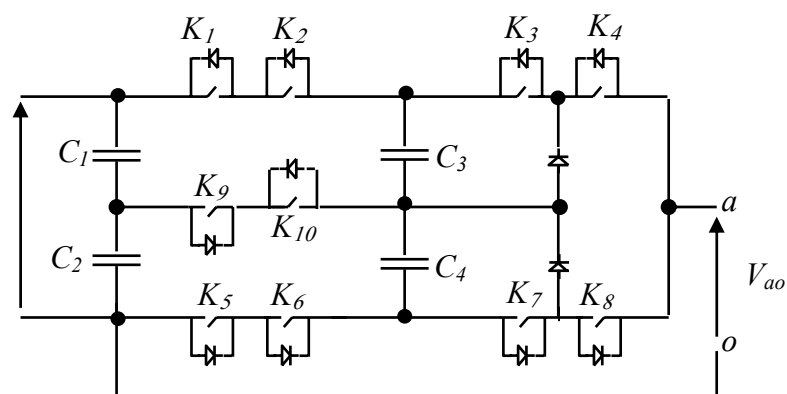 K1 K2 K3 K4
C1 K9 C3
K10 a
C2 C4
Vao
K5 K6 K7 K8
o